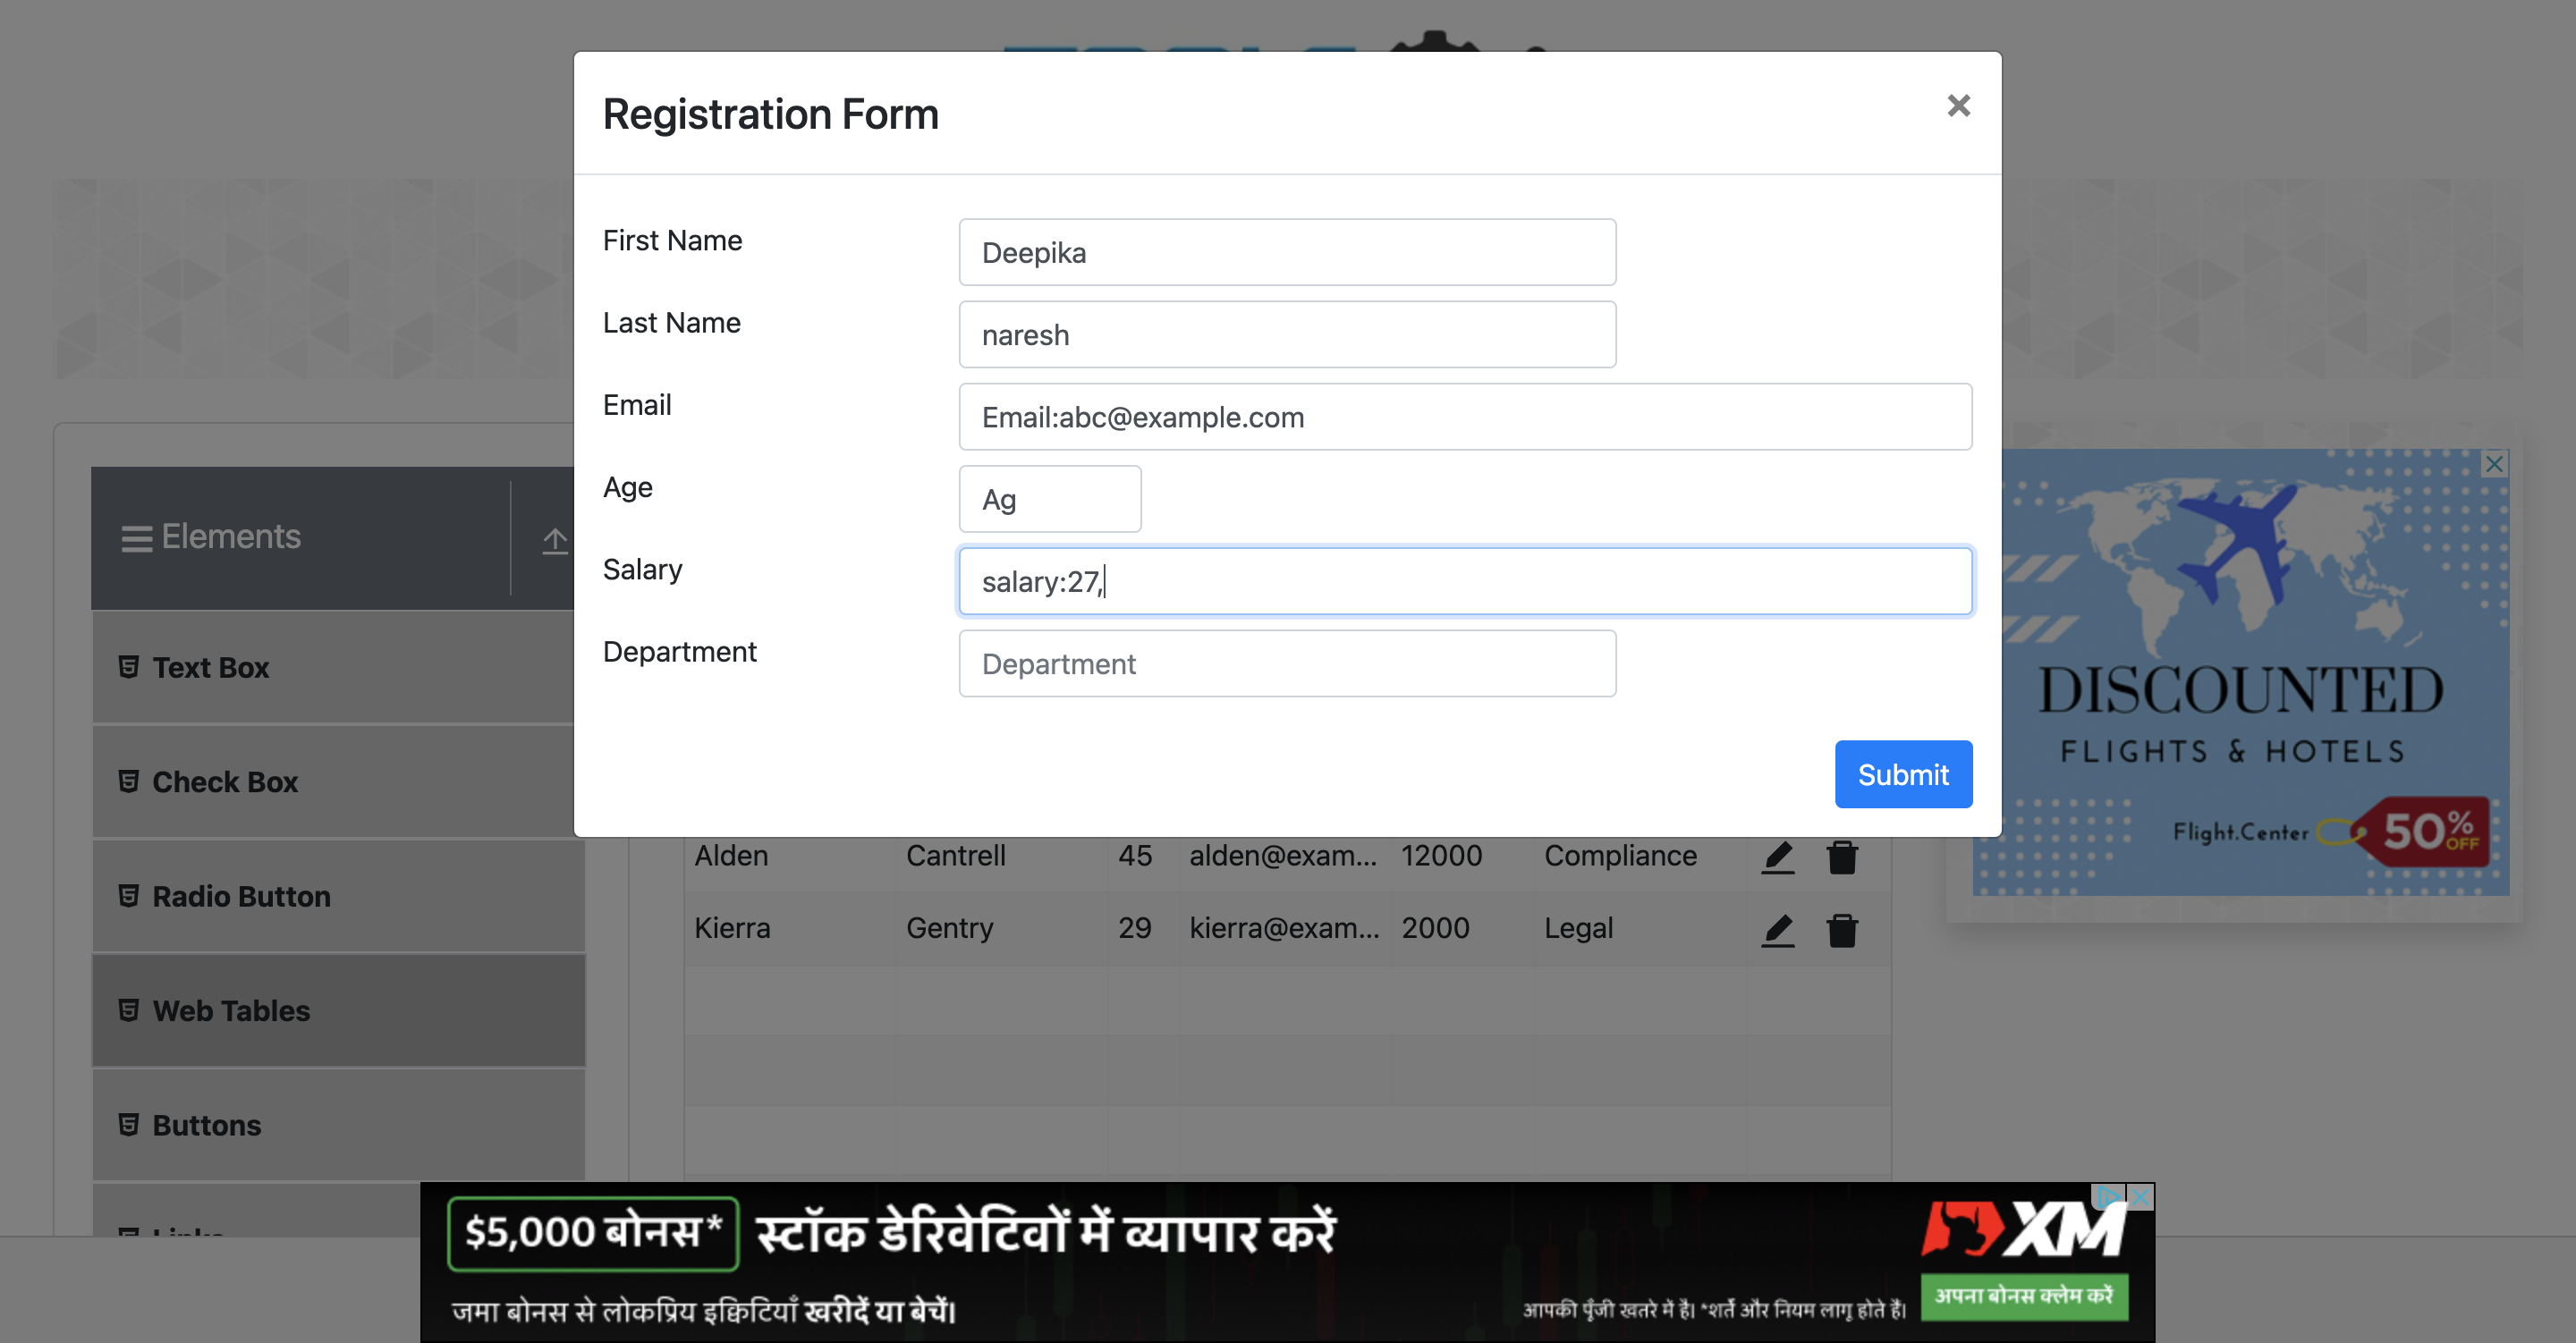 Registration Form
×
First Name
Deepika
Last Name
naresh
Email
Email:abc@example.com
Age
Ag
Salary
salary:27,
Department
Department
Submit
Elements
Text Box
Check Box
Radio Button
Web Tables
Buttons
Alden Cantrell 45 alden@exam... 12000 Compliance
Kierra Gentry 29 kierra@exam... 2000 Legal
DISCOUNTED
FLIGHTS & HOTELS
Flight.Center
50% OFF
$5,000 बोनस* स्टॉक डेरिवेटिवों में व्यापार करें
जमा बोनस से लोकप्रिय इक्विटियाँ खरीदें या बेचें।
आपकी पूँजी खतरे में है। *शर्तें और नियम लागू होते हैं।
XM
अपना बोनस क्लेम करें